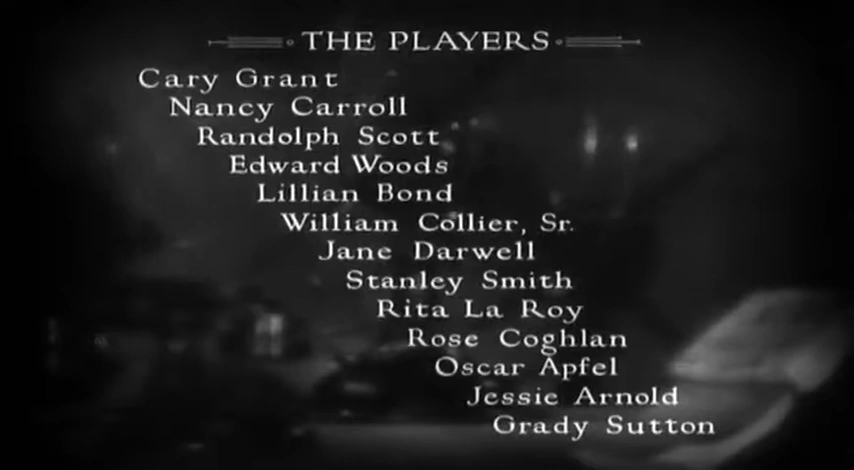 THE PLAYERS
Cary Grant
Nancy Carroll
Randolph Scott
Edward Woods
Lillian Bond
William Collier, Sr.
Jane Darwell
Stanley Smith
Rita La Roy
Rose Coghlan
Oscar Apfel
Jessie Arnold
Grady Sutton